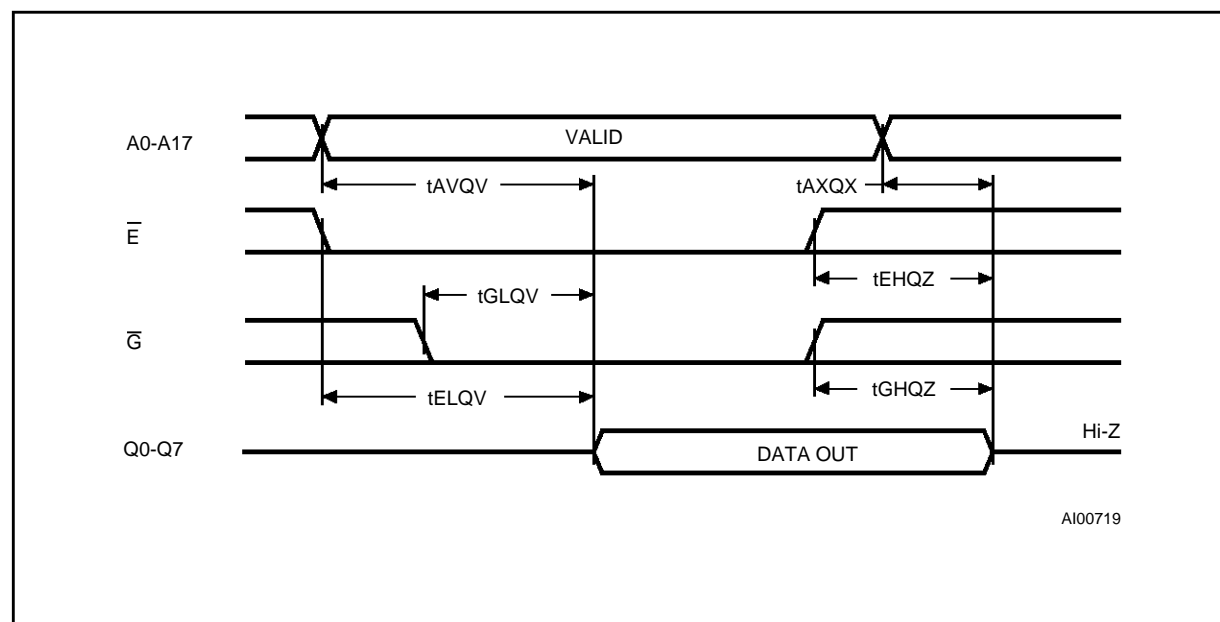 A0-A17
VALID
tAVQV
tAXQX
E̅
tGLQV
tEHQZ
G̅
tELQV
tGHQZ
Q0-Q7
DATA OUT
Hi-Z
AI00719